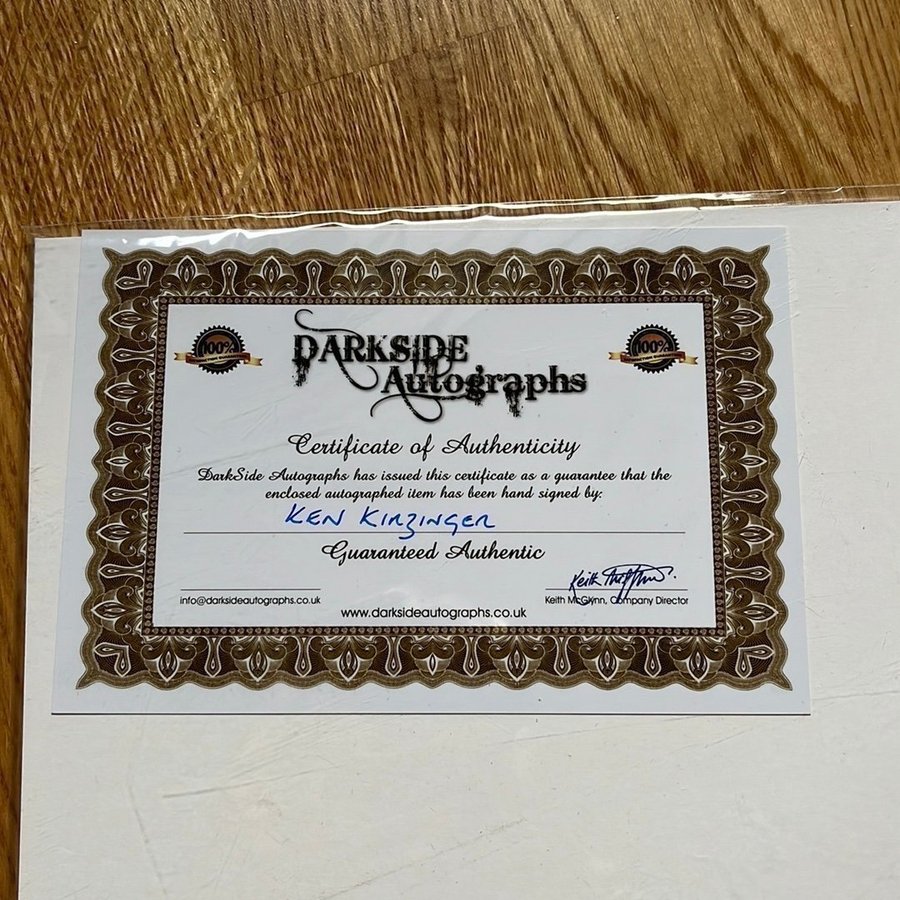 DARKSIDE
Autographs
100%
100%
Certificate of Authenticity
DarkSide Autographs has issued this certificate as a guarantee that the
enclosed autographed item has been hand signed by:
KEN KIRZINGER
Guaranteed Authentic
info@darksideautographs.co.uk
Keith McGlynn, Company Director
www.darksideautographs.co.uk